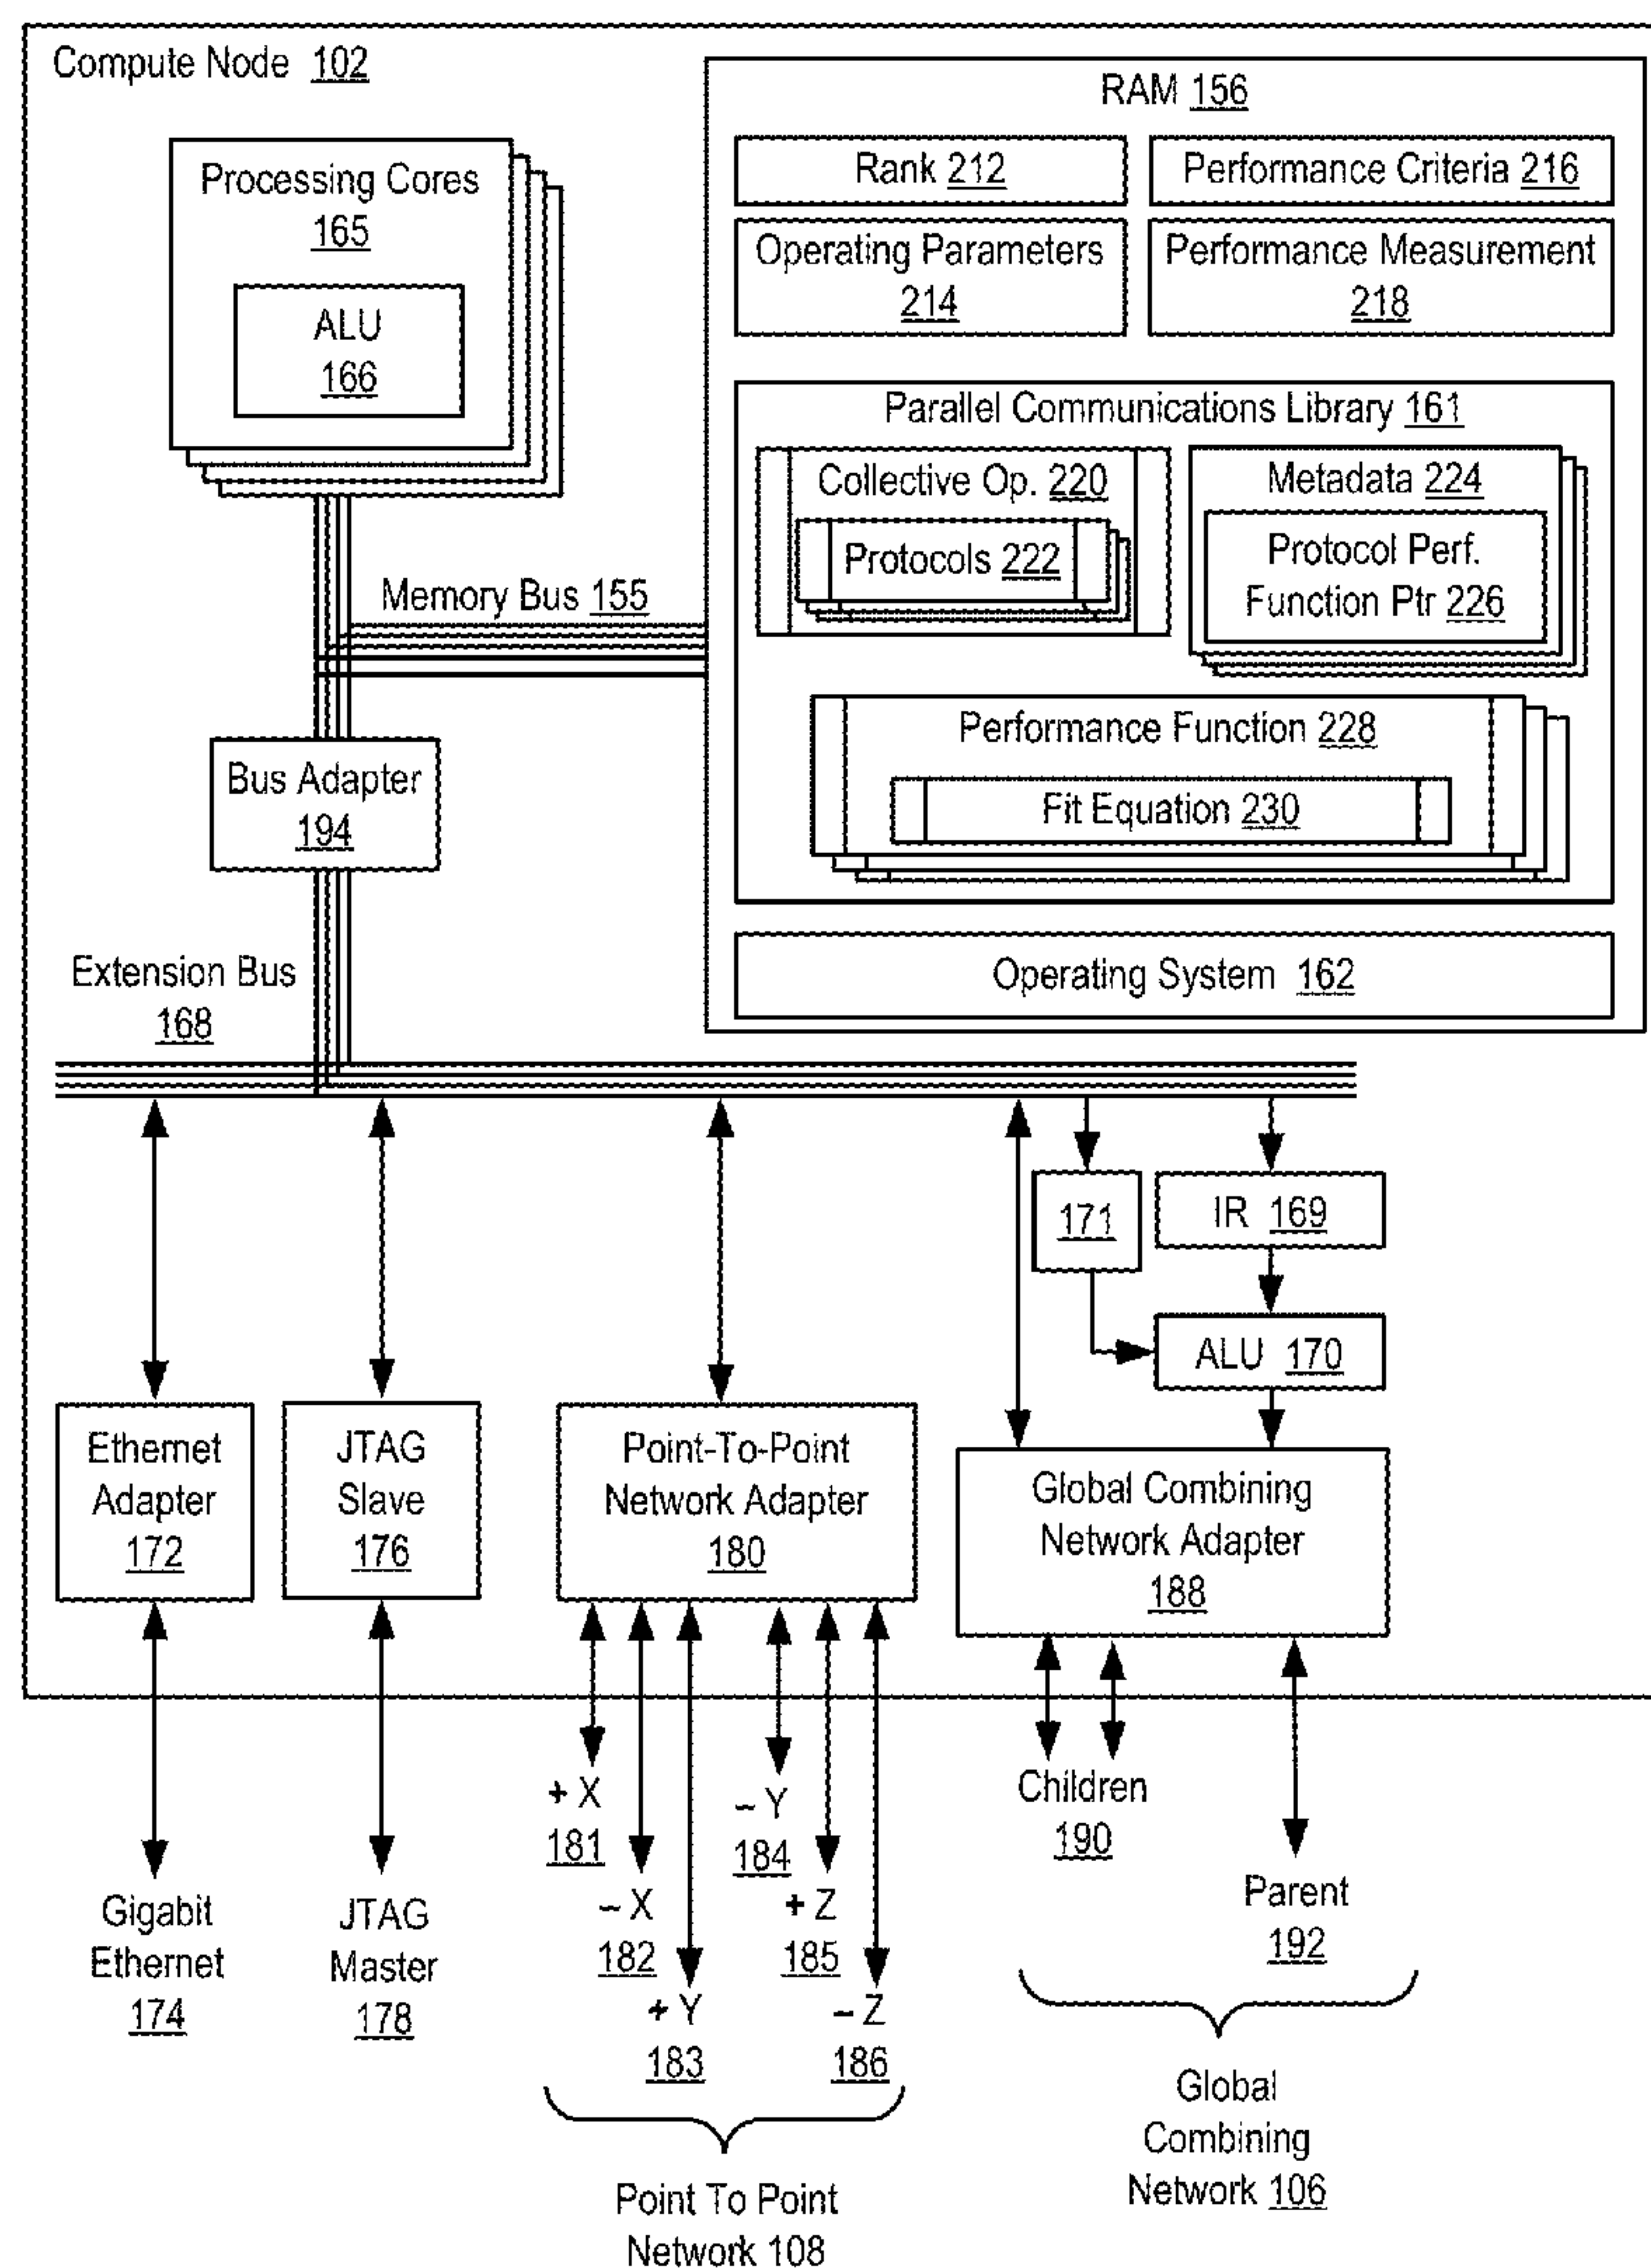 Compute Node 102
Processing Cores
165
ALU
166
RAM 156
Rank 212
Performance Criteria 216
Operating Parameters
214
Performance Measurement
218
Parallel Communications Library 161
Collective Op. 220
Protocols 222
Metadata 224
Protocol Perf.
Function Ptr 226
Performance Function 228
Fit Equation 230
Operating System 162
Memory Bus 155
Bus Adapter
194
Extension Bus
168
171
IR 169
ALU 170
Ethernet
Adapter
172
JTAG
Slave
176
Point-To-Point
Network Adapter
180
Global Combining
Network Adapter
188
+ X
181
– X
182
+ Y
183
– Y
184
+ Z
185
– Z
186
Children
190
Parent
192
Gigabit
Ethernet
174
JTAG
Master
178
Point To Point
Network 108
Global
Combining
Network 106